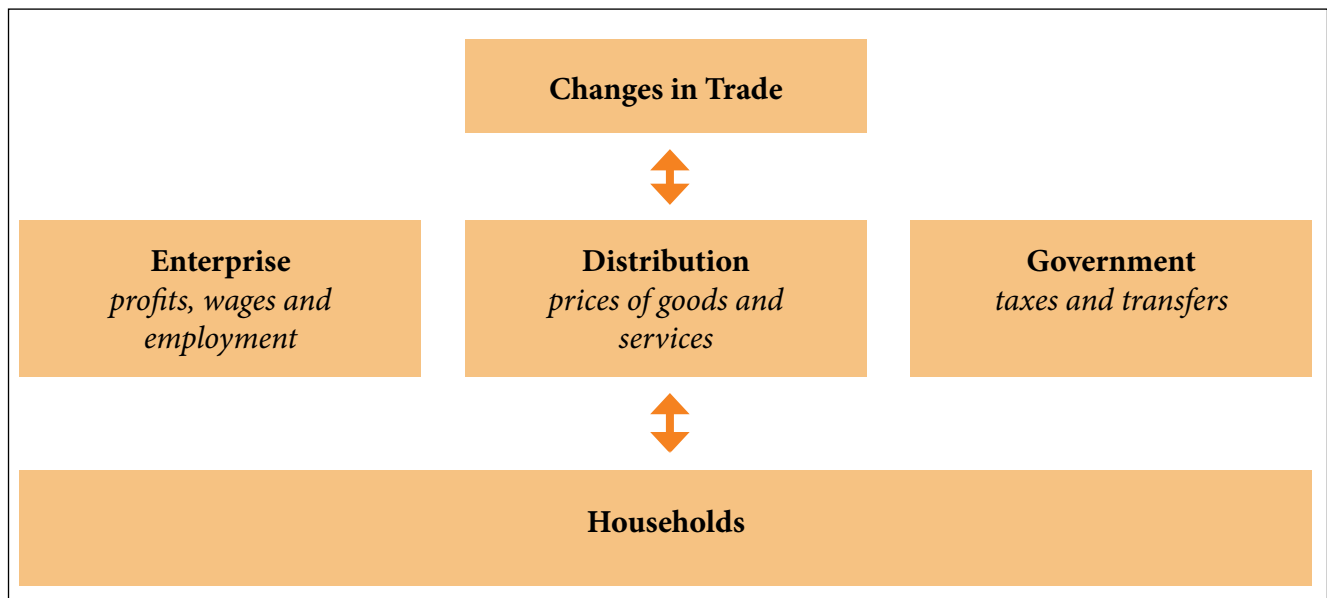 Changes in Trade
Enterprise
profits, wages and
employment
Distribution
prices of goods and
services
Government
taxes and transfers
Households